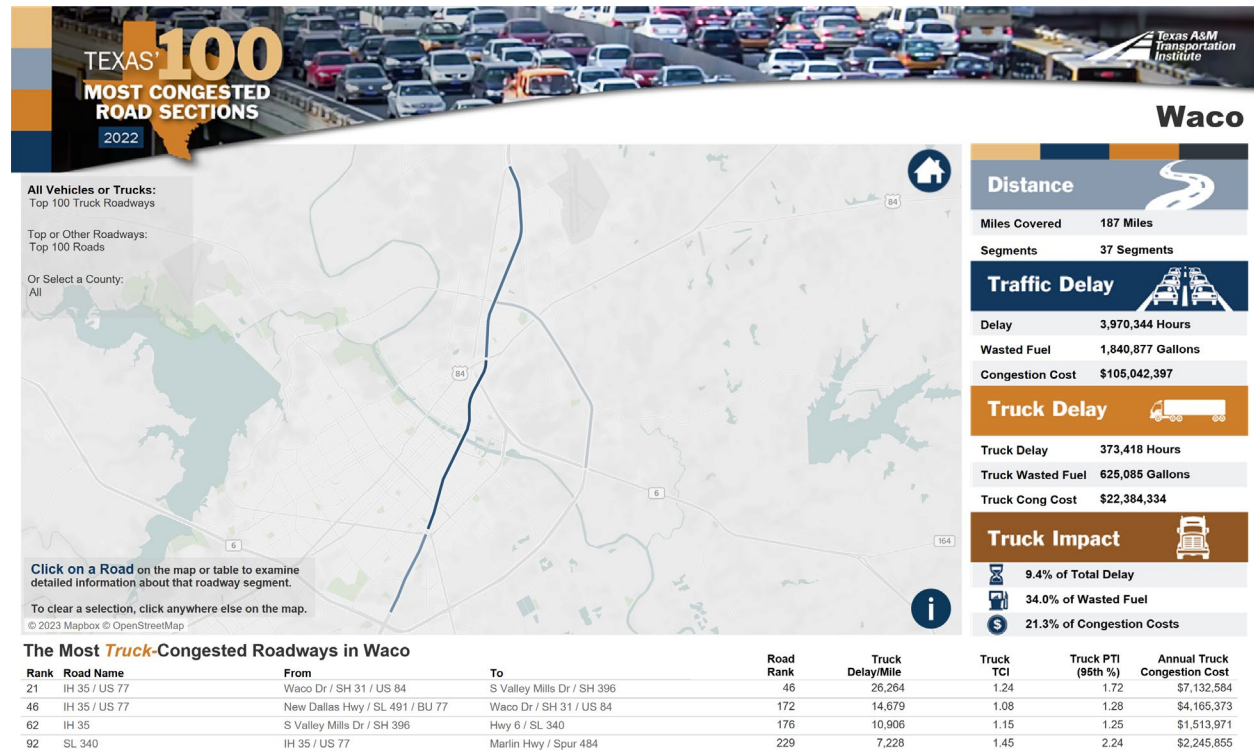 TEXAS' 100
MOST CONGESTED
ROAD SECTIONS
2022
Texas A&M
Transportation
Institute
Waco
All Vehicles or Trucks:
Top 100 Truck Roadways
Top or Other Roadways:
Top 100 Roads
Or Select a County:
All
84
84
6
6
164
Click on a Road on the map or table to examine
detailed information about that roadway segment.
To clear a selection, click anywhere else on the map.
© 2023 Mapbox © OpenStreetMap
i
Distance
Miles Covered 187 Miles
Segments 37 Segments
Traffic Delay
Delay 3,970,344 Hours
Wasted Fuel 1,840,877 Gallons
Congestion Cost $105,042,397
Truck Delay
Truck Delay 373,418 Hours
Truck Wasted Fuel 625,085 Gallons
Truck Cong Cost $22,384,334
Truck Impact
9.4% of Total Delay
34.0% of Wasted Fuel
$ 21.3% of Congestion Costs
The Most Truck-Congested Roadways in Waco
Rank Road Name From To Road Rank Truck Delay/Mile Truck TCI Truck PTI (95th %) Annual Truck Congestion Cost
21 IH 35 / US 77 Waco Dr / SH 31 / US 84 S Valley Mills Dr / SH 396 46 26,264 1.24 1.72 $7,132,584
46 IH 35 / US 77 New Dallas Hwy / SL 491 / BU 77 Waco Dr / SH 31 / US 84 172 14,679 1.08 1.28 $4,165,373
62 IH 35 S Valley Mills Dr / SH 396 Hwy 6 / SL 340 176 10,906 1.15 1.25 $1,513,971
92 SL 340 IH 35 / US 77 Marlin Hwy / Spur 484 229 7,228 1.45 2.24 $2,245,855